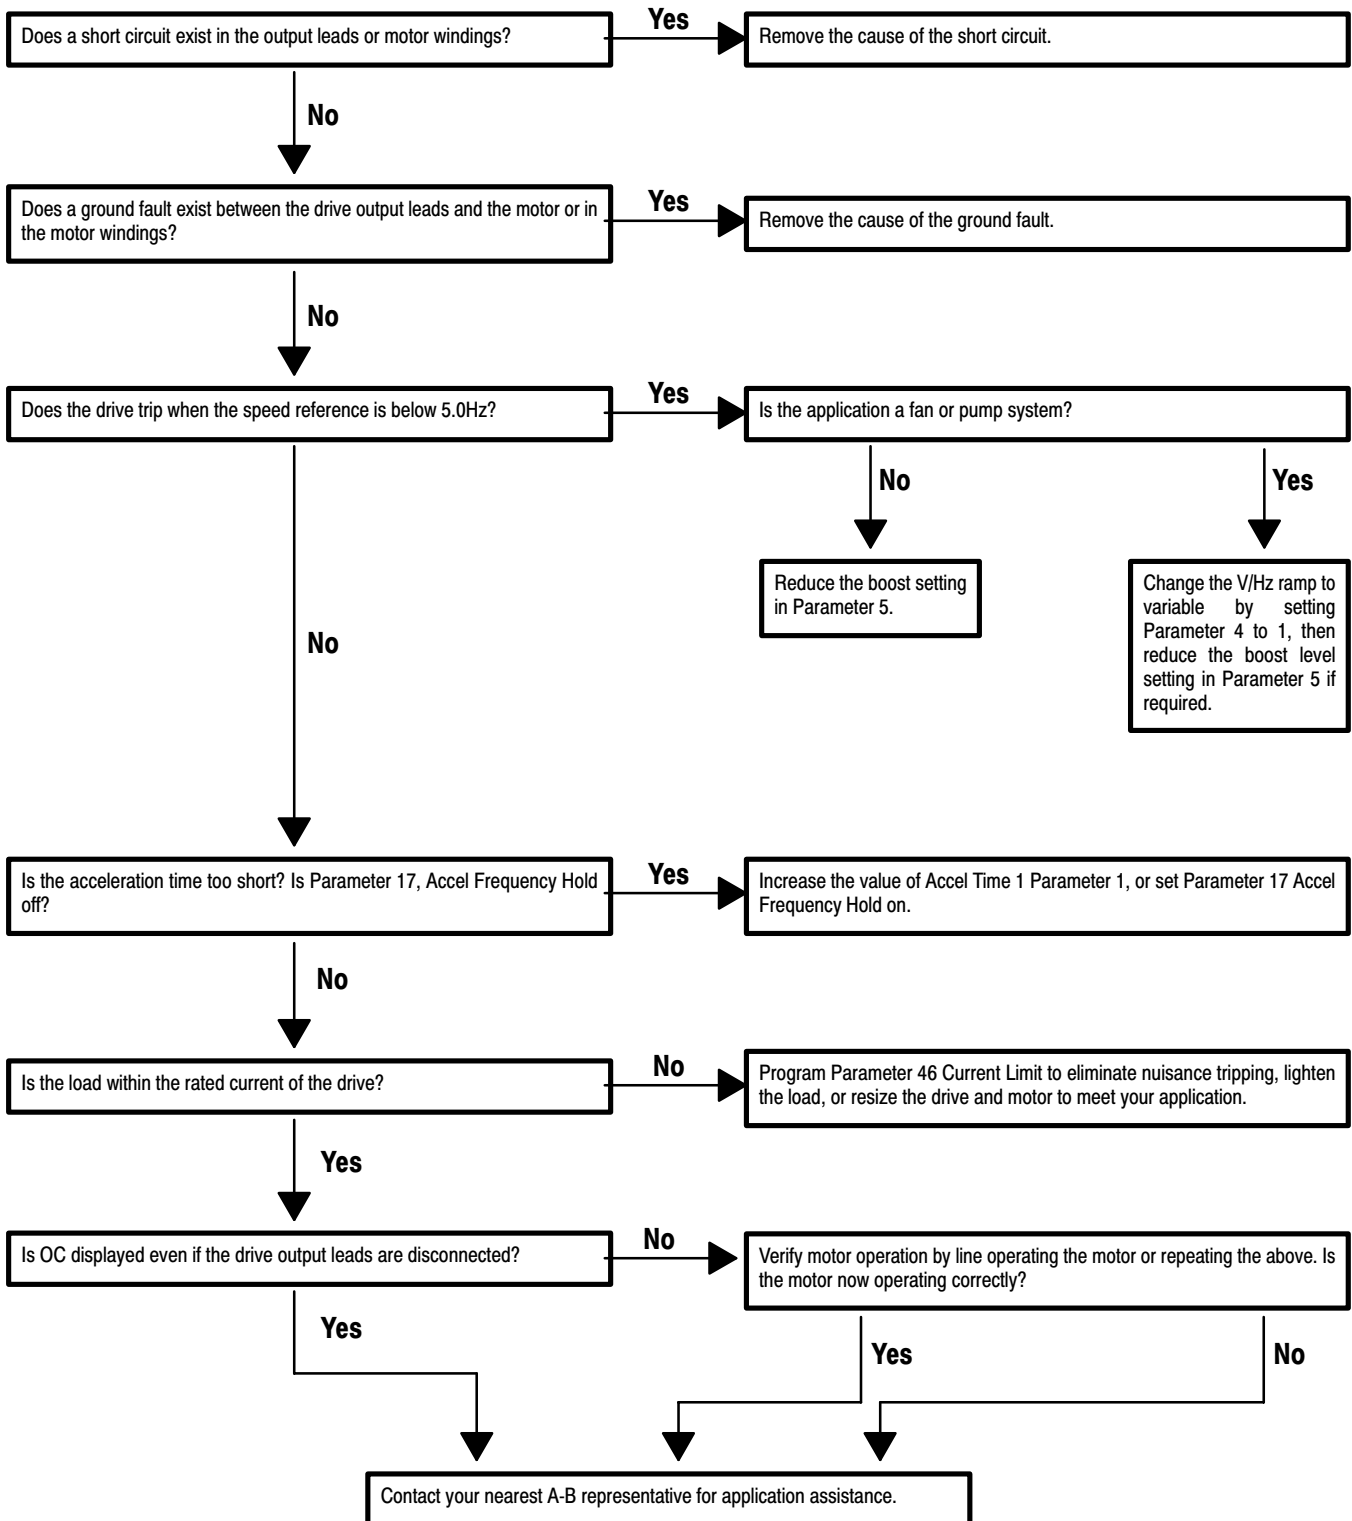 Does a short circuit exist in the output leads or motor windings?
Yes
Remove the cause of the short circuit.
No
Does a ground fault exist between the drive output leads and the motor or in
the motor windings?
Yes
Remove the cause of the ground fault.
No
Does the drive trip when the speed reference is below 5.0Hz?
Yes
Is the application a fan or pump system?
No
Yes
Reduce the boost setting
in Parameter 5.
Change the V/Hz ramp to
variable by setting
Parameter 4 to 1, then
reduce the boost level
setting in Parameter 5 if
required.
No
Is the acceleration time too short? Is Parameter 17, Accel Frequency Hold
off?
Yes
Increase the value of Accel Time 1 Parameter 1, or set Parameter 17 Accel
Frequency Hold on.
No
Is the load within the rated current of the drive?
No
Program Parameter 46 Current Limit to eliminate nuisance tripping, lighten
the load, or resize the drive and motor to meet your application.
Yes
Is OC displayed even if the drive output leads are disconnected?
No
Verify motor operation by line operating the motor or repeating the above. Is
the motor now operating correctly?
Yes
Yes
No
Contact your nearest A-B representative for application assistance.